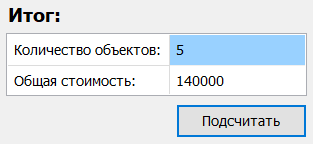 Итог:
Количество объектов: 5
Общая стоимость: 140000
Подсчитать